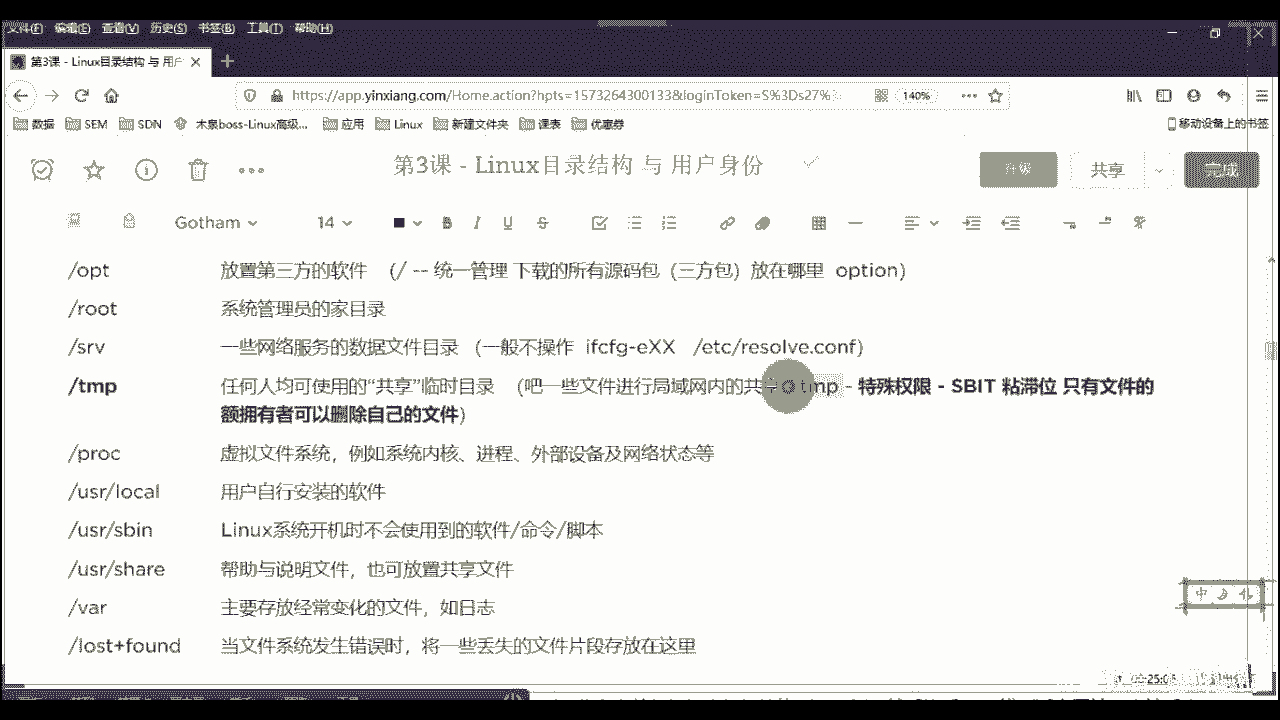 文件(F) 编辑(E) 查看(V) 历史(S) 书签(B) 工具(T) 帮助(H)
第3课 - Linux目录结构 与 用户
https://app.yinxiang.com/Home.action?hpts=1573264300133&loginToken=S%3Ds27%
140%
数据 SEM SDN 木泉boss-Linux高级... 应用 Linux 新建文件夹 课表 优惠券
移动设备上的书签
第3课 - Linux目录结构 与 用户身份
升级 共享 完成
Gotham 14 B I U S
/opt 放置第三方的软件 (/ -- 统一管理 下载的所有源码包 (三方包) 放在哪里 option)
/root 系统管理员的家目录
/srv 一些网络服务的数据文件目录 (一般不操作 ifcfg-eXX /etc/resolve.conf)
/tmp 任何人均可使用的“共享”临时目录 (吧一些文件进行局域网内的共享 tmp - 特殊权限 - SBIT 粘滞位 只有文件的
额拥有者可以删除自己的文件)
/proc 虚拟文件系统，例如系统内核、进程、外部设备及网络状态等
/usr/local 用户自行安装的软件
/usr/sbin Linux系统开机时不会使用到的软件/命令/脚本
/usr/share 帮助与说明文件，也可放置共享文件
/var 主要存放经常变化的文件，如日志
/lost+found 当文件系统发生错误时，将一些丢失的文件片段存放在这里
中